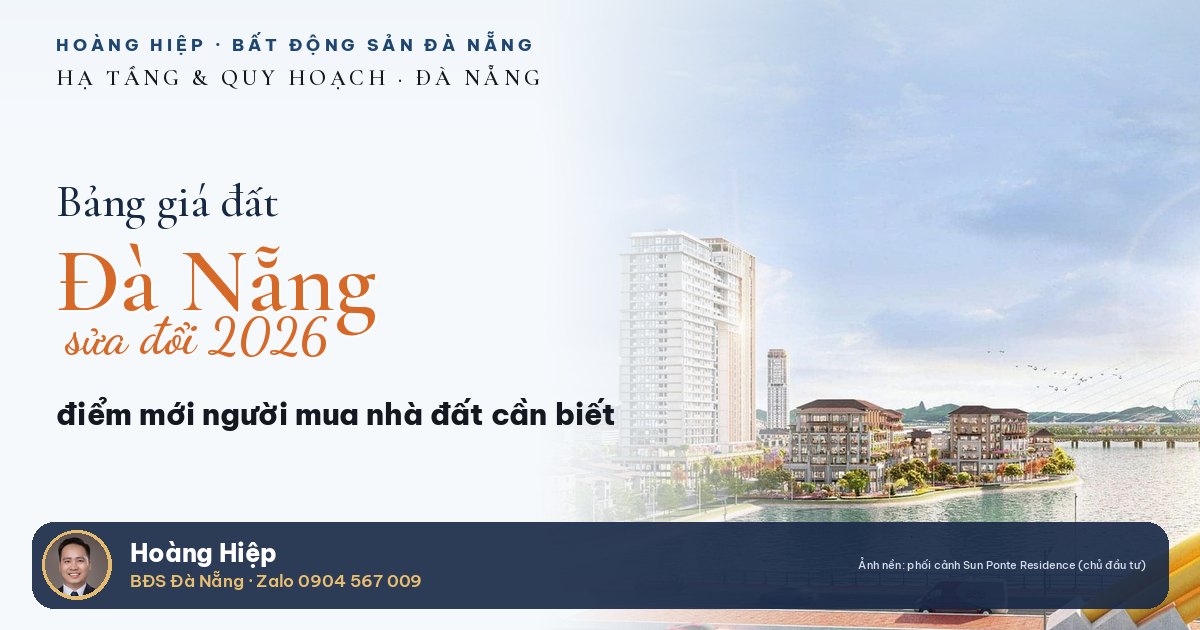 HOÀNG HIỆP · BẤT ĐỘNG SẢN ĐÀ NẴNG
HẠ TẦNG & QUY HOẠCH · ĐÀ NẴNG
Bảng giá đất
Đà Nẵng
sửa đổi 2026
điểm mới người mua nhà đất cần biết
Hoàng Hiệp
BĐS Đà Nẵng · Zalo 0904 567 009
Ảnh nền: phối cảnh Sun Ponte Residence (chủ đầu tư)